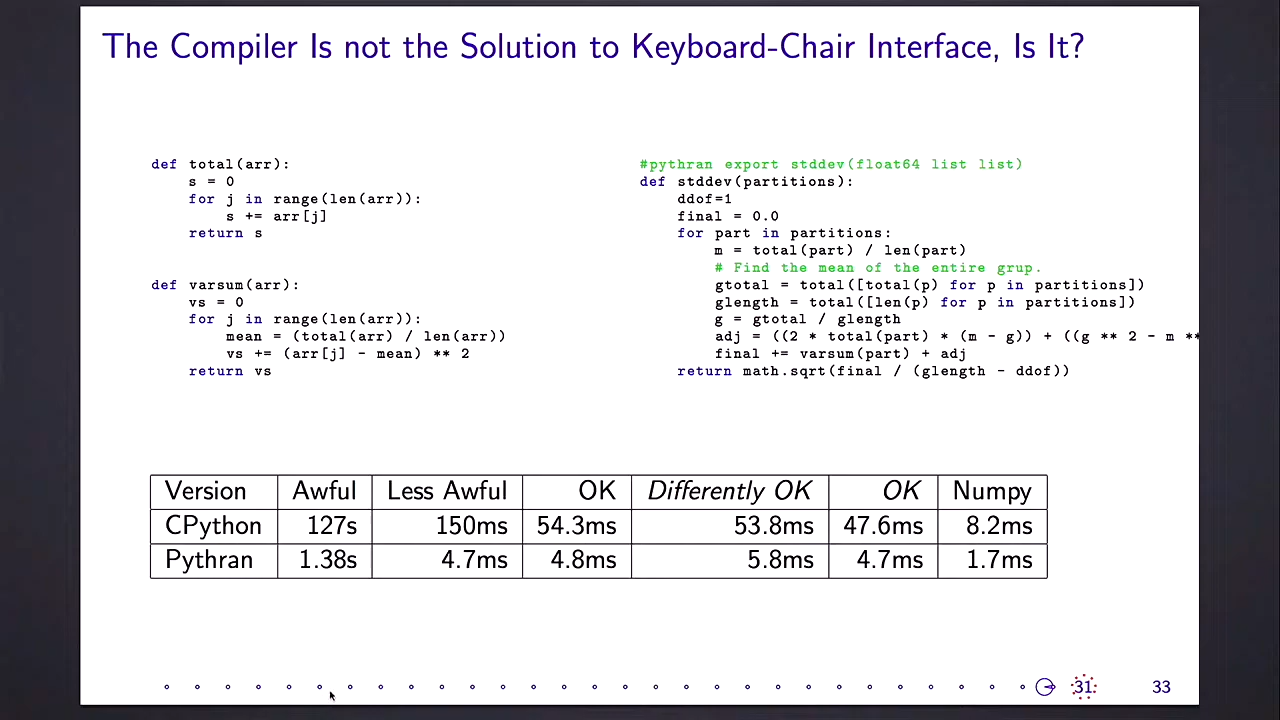 The Compiler Is not the Solution to Keyboard-Chair Interface, Is It?
def total(arr):
    s = 0
    for j in range(len(arr)):
        s += arr[j]
    return s
def varsum(arr):
    vs = 0
    for j in range(len(arr)):
        mean = (total(arr) / len(arr))
        vs += (arr[j] - mean) ** 2
    return vs
#pythran export stddev(float64 list list)
def stddev(partitions):
    ddof=1
    final = 0.0
    for part in partitions:
        m = total(part) / len(part)
        # Find the mean of the entire grup.
        gtotal = total([total(p) for p in partitions])
        glength = total([len(p) for p in partitions])
        g = gtotal / glength
        adj = ((2 * total(part) * (m - g)) + ((g ** 2 - m **
        final += varsum(part) + adj
    return math.sqrt(final / (glength - ddof))
Version Awful Less Awful OK Differently OK OK Numpy
CPython 127s 150ms 54.3ms 53.8ms 47.6ms 8.2ms
Pythran 1.38s 4.7ms 4.8ms 5.8ms 4.7ms 1.7ms
31 33